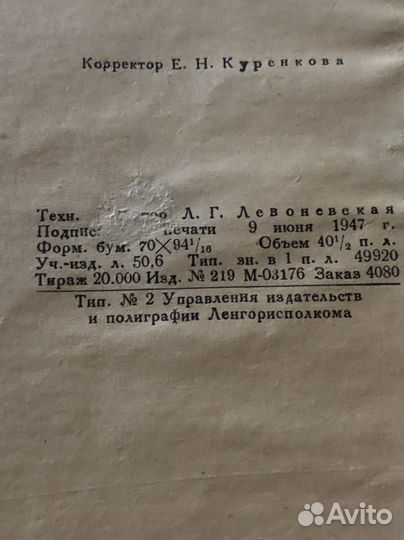 Корректор Е. Н. Куренкова
Техн. Л. Г. Левоневская
Подпис печати 9 июня 1947 г.
Форм. бум. 70×94¹/₁₆ Объем 40¹/₂ п. л.
Уч.-изд. л. 50,6 Тип. зн. в 1 п. л. 49920
Тираж 20.000 Изд. № 219 М-03176 Заказ 4080
Тип. № 2 Управления издательств
и полиграфии Ленгорисполкома
Avito